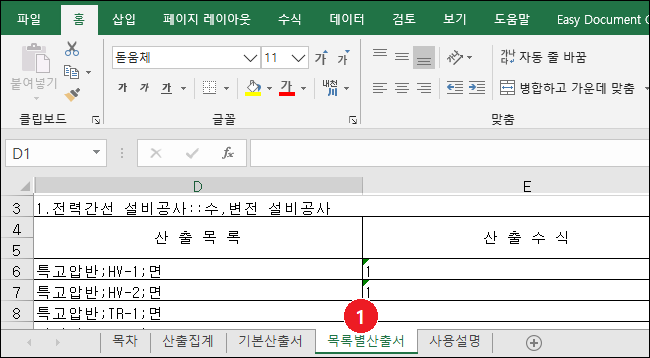 파일 홈 삽입 페이지 레이아웃 수식 데이터 검토 보기 도움말 Easy Document C
붙여넣기 돋움체 11 가 가 가나다 자동 줄 바꿈
가 가 가 내천 병합하고 가운데 맞춤
클립보드 글꼴 맞춤
D1 fx
D E
3 1.전력간선 설비공사::수,변전 설비공사
4 산 출 목 록 산 출 수 식
5
6 특고압반;HV-1;면 1
7 특고압반;HV-2;면 1
8 특고압반;TR-1;면
1
목차 산출집계 기본산출서 목록별산출서 사용설명